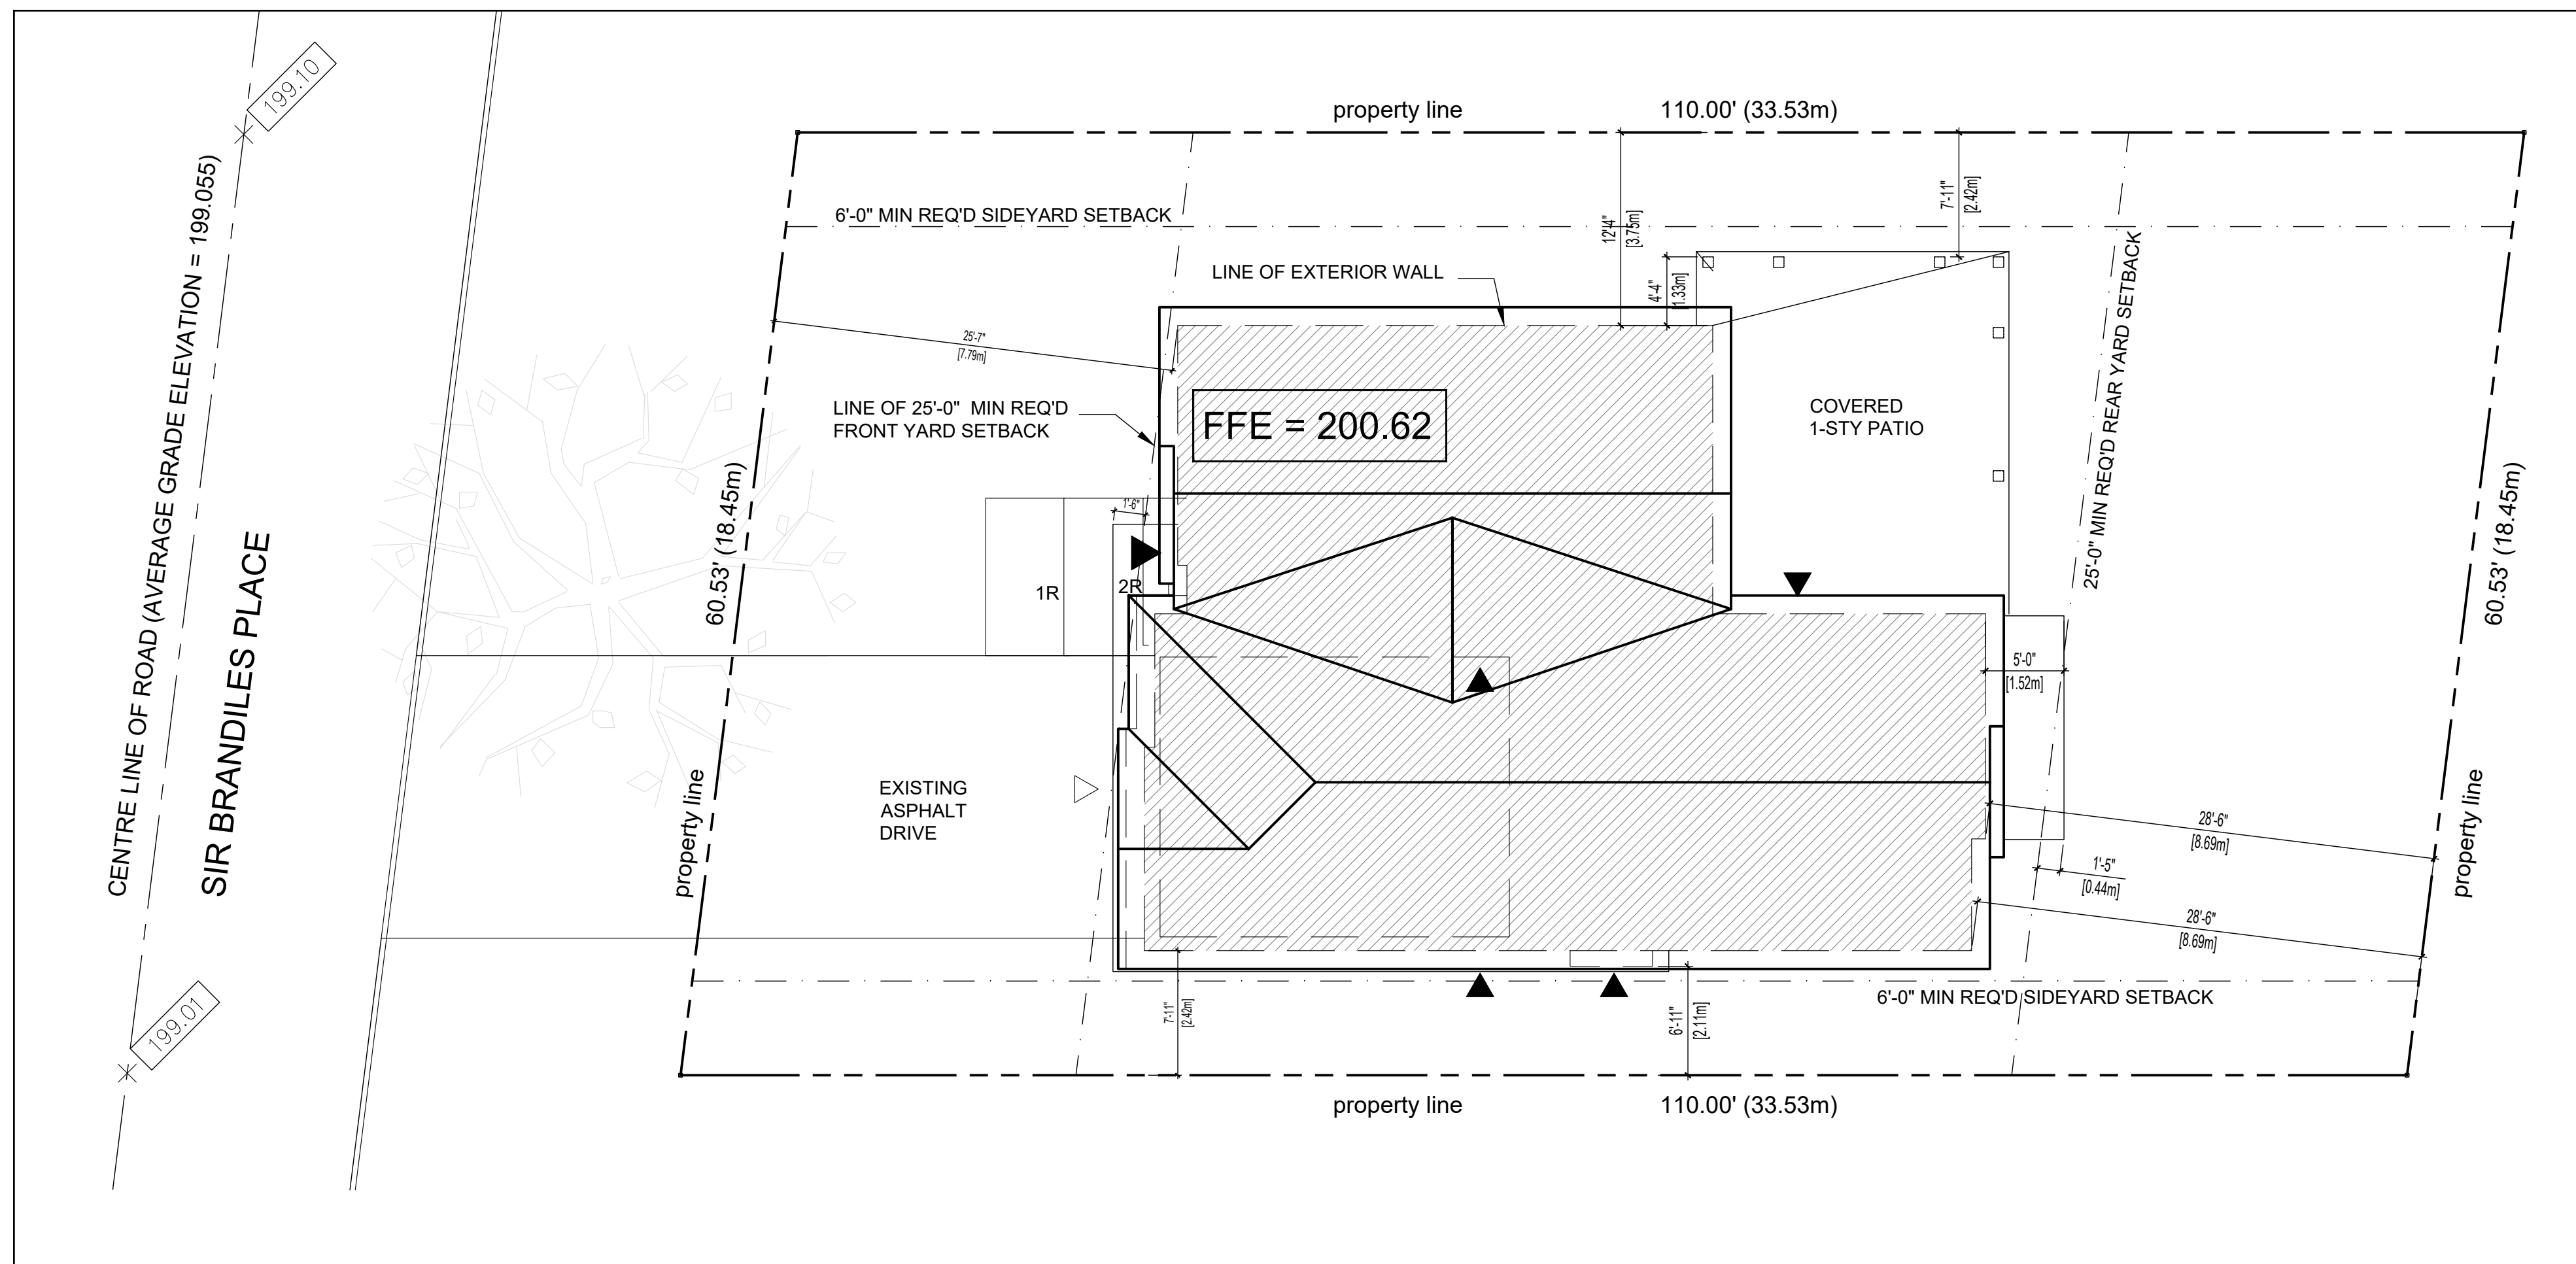 199.10
property line
110.00' (33.53m)
CENTRE LINE OF ROAD (AVERAGE GRADE ELEVATION = 199.055)
SIR BRANDILES PLACE
6'-0" MIN REQ'D SIDEYARD SETBACK
12'-4"
[3.75m]
7'-11"
[2.42m]
LINE OF EXTERIOR WALL
4'-4"
[1.33m]
25'-0" MIN REQ'D REAR YARD SETBACK
25'-7"
[7.79m]
LINE OF 25'-0" MIN REQ'D
FRONT YARD SETBACK
FFE = 200.62
COVERED
1-STY PATIO
60.53' (18.45m)
60.53' (18.45m)
1'-6"
1R
2R
5'-0"
[1.52m]
property line
EXISTING
ASPHALT
DRIVE
28'-6"
[8.69m]
property line
1'-5"
[0.44m]
28'-6"
[8.69m]
199.01
7'-11"
[2.42m]
6'-11"
[2.11m]
6'-0" MIN REQ'D SIDEYARD SETBACK
property line
110.00' (33.53m)